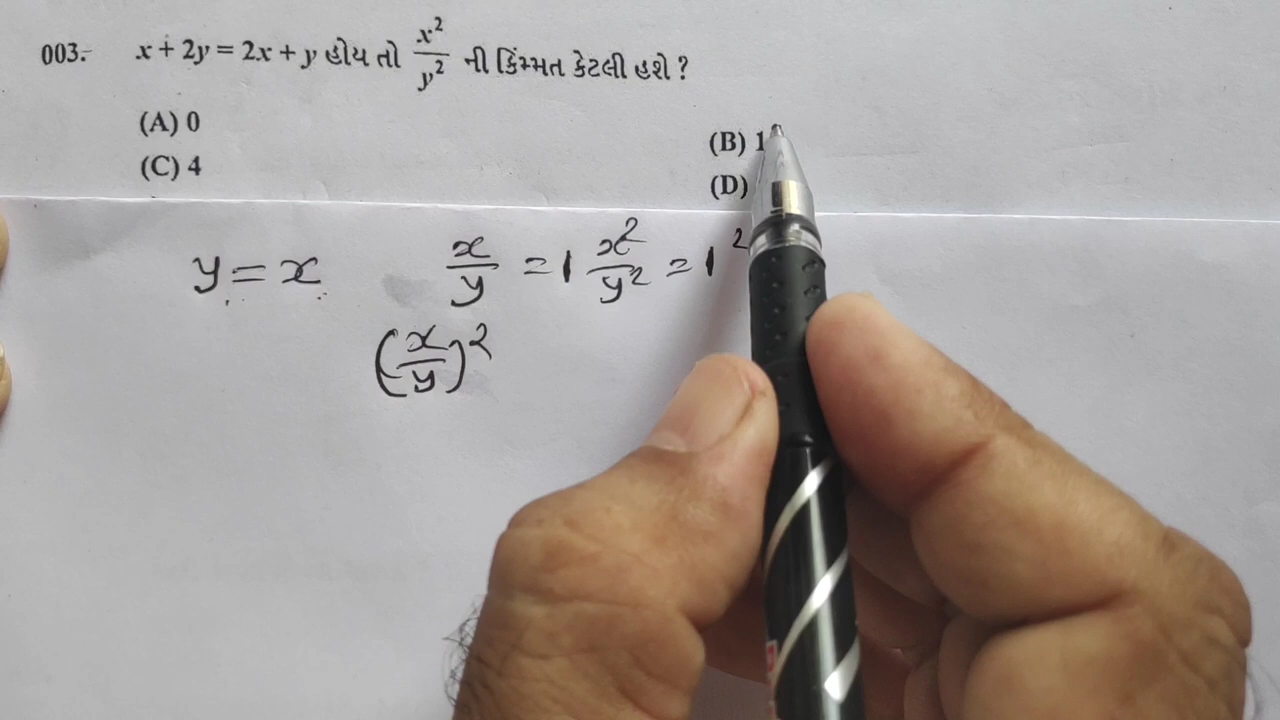 003.- x + 2y = 2x + y હોય તો x²/y² ની કિંમત કેટલી હશે ?
(A) 0
(B) 1
(C) 4
(D)
y = x x/y = 1 x²/y² = 1²
(x/y)²